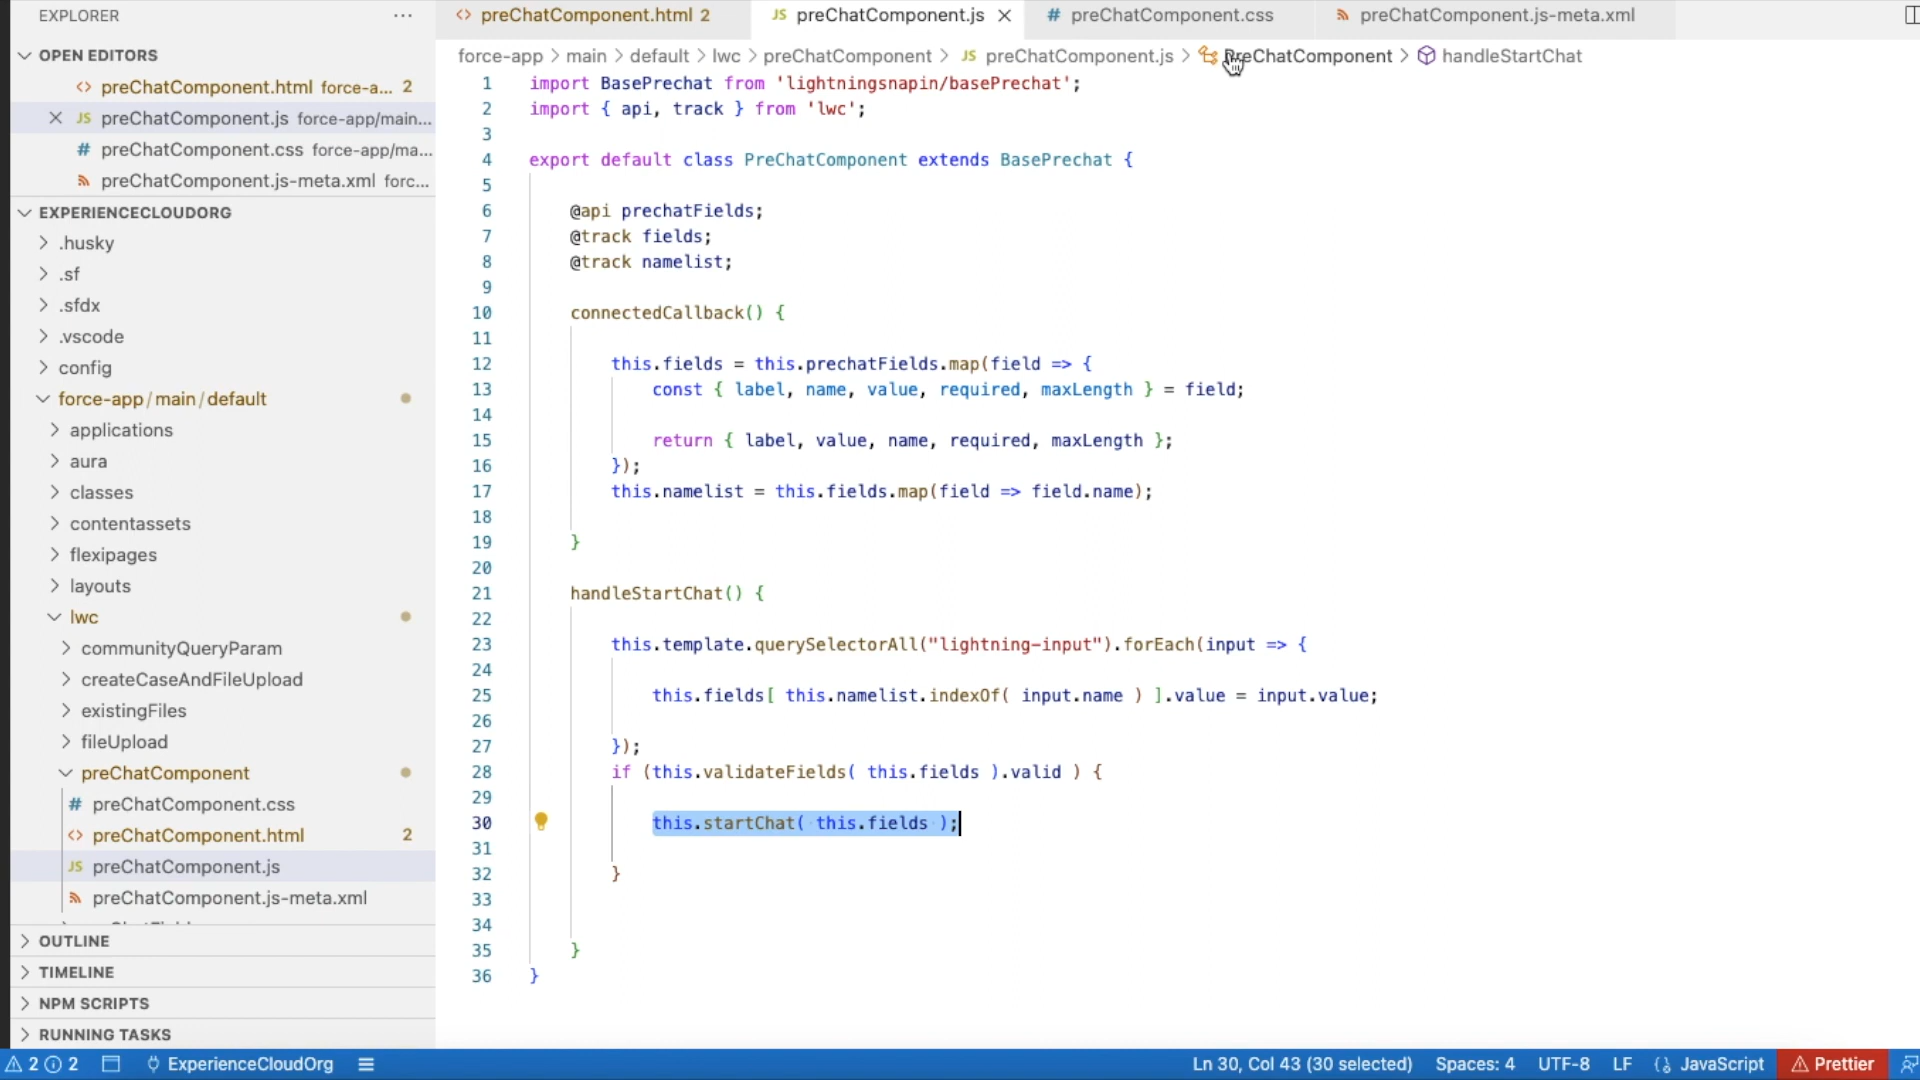 EXPLORER ...
OPEN EDITORS
preChatComponent.html force-a... 2
preChatComponent.js force-app/main...
preChatComponent.css force-app/ma...
preChatComponent.js-meta.xml forc...
EXPERIENCECLOUDORG
.husky
.sf
.sfdx
.vscode
config
force-app/main/default
applications
aura
classes
contentassets
flexipages
layouts
lwc
communityQueryParam
createCaseAndFileUpload
existingFiles
fileUpload
preChatComponent
# preChatComponent.css
<> preChatComponent.html 2
JS preChatComponent.js
preChatComponent.js-meta.xml
OUTLINE
TIMELINE
NPM SCRIPTS
RUNNING TASKS
<> preChatComponent.html 2 JS preChatComponent.js # preChatComponent.css preChatComponent.js-meta.xml
force-app > main > default > lwc > preChatComponent > JS preChatComponent.js > PreChatComponent > handleStartChat
1 import BasePrechat from 'lightningsnapin/basePrechat';
2 import { api, track } from 'lwc';
3
4 export default class PreChatComponent extends BasePrechat {
5
6 @api prechatFields;
7 @track fields;
8 @track namelist;
9
10 connectedCallback() {
11
12 this.fields = this.prechatFields.map(field => {
13 const { label, name, value, required, maxLength } = field;
14
15 return { label, value, name, required, maxLength };
16 });
17 this.namelist = this.fields.map(field => field.name);
18
19 }
20
21 handleStartChat() {
22
23 this.template.querySelectorAll("lightning-input").forEach(input => {
24
25 this.fields[ this.namelist.indexOf( input.name ) ].value = input.value;
26
27 });
28 if (this.validateFields( this.fields ).valid ) {
29
30 this.startChat( this.fields );
31
32 }
33
34
35 }
36 }
2 2 ExperienceCloudOrg Ln 30, Col 43 (30 selected) Spaces: 4 UTF-8 LF {} JavaScript Prettier